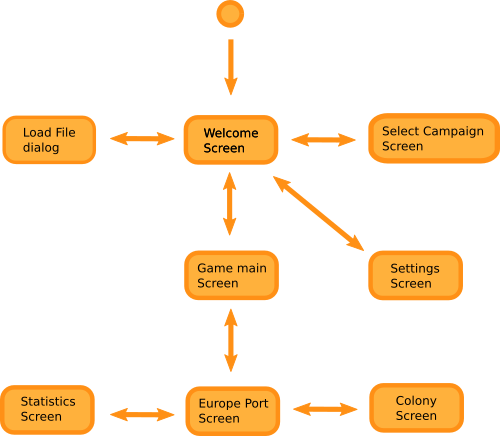 Load File
dialog
Welcome
Screen
Select Campaign
Screen
Game main
Screen
Settings
Screen
Statistics
Screen
Europe Port
Screen
Colony
Screen